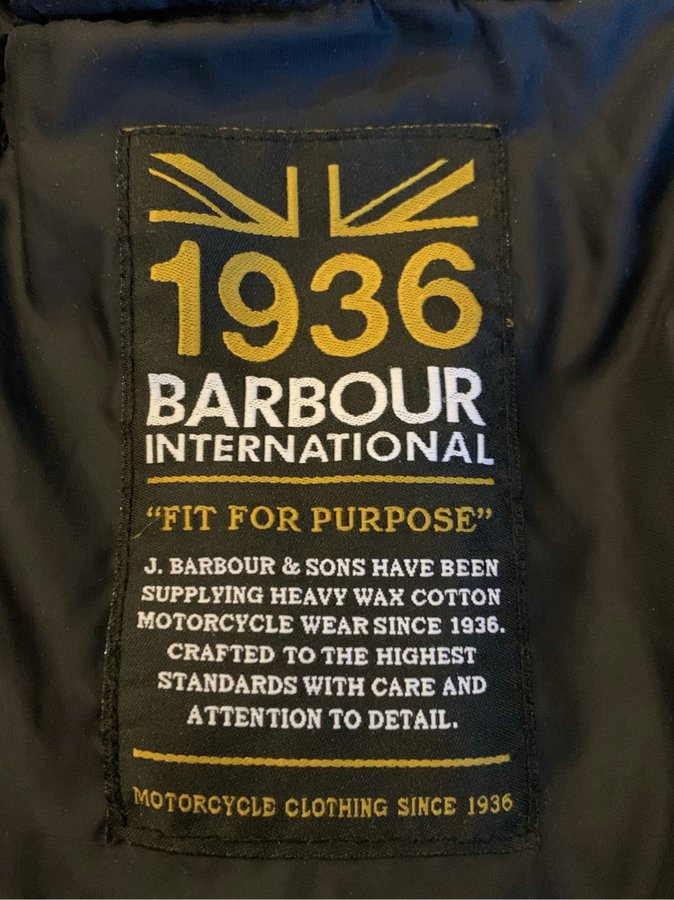 1936
BARBOUR
INTERNATIONAL
“FIT FOR PURPOSE”
J. BARBOUR & SONS HAVE BEEN
SUPPLYING HEAVY WAX COTTON
MOTORCYCLE WEAR SINCE 1936.
CRAFTED TO THE HIGHEST
STANDARDS WITH CARE AND
ATTENTION TO DETAIL.
MOTORCYCLE CLOTHING SINCE 1936